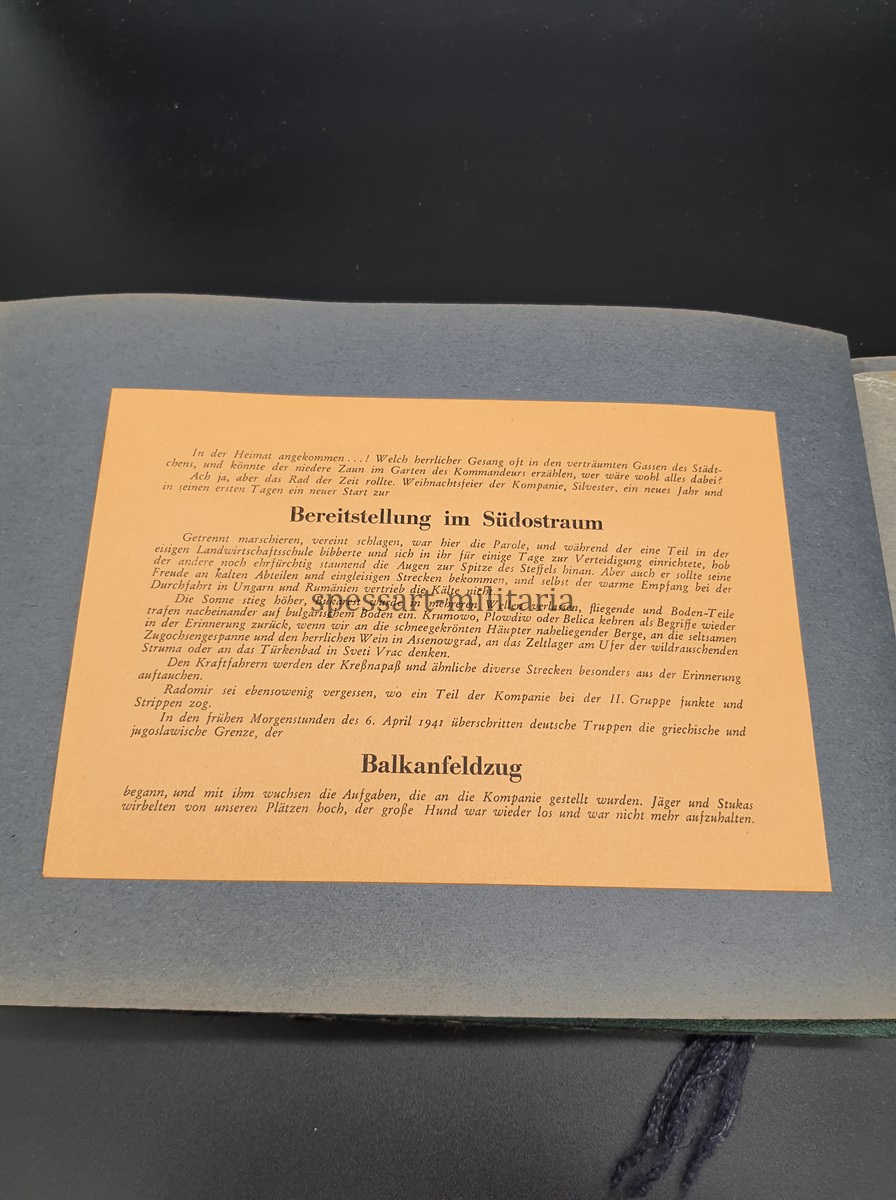 In der Heimat angekommen . . . ! Welch herrlicher Gesang oft in den verträumten Gassen des Städt-
chens, und könnte der niedere Zaun im Garten des Kommandeurs erzählen, wer wäre wohl alles dabei?
Ach ja, aber das Rad der Zeit rollte. Weihnachtsfeier der Kompanie, Silvester, ein neues Jahr und
in seinen ersten Tagen ein neuer Start zur
Bereitstellung im Südostraum
Getrennt marschieren, vereint schlagen, war hier die Parole, und während der eine Teil in der
eisigen Landwirtschaftsschule bibberte und sich in ihr für einige Tage zur Verteidigung einrichtete, hob
der andere noch ehrfürchtig staunend die Augen zur Spitze des Steffels hinan. Aber auch er sollte seine
Freude an kalten Abteilen und eingleisigen Strecken bekommen, und selbst der warme Empfang bei der
Durchfahrt in Ungarn und Rumänien vertrieb die Kälte nicht.
Die Sonne stieg höher, in mehreren verlassen, fliegende und Boden-Teile
trafen nacheinander auf bulgarischem Boden ein. Krumowo, Plowdiw oder Belica kehren als Begriffe wieder
in der Erinnerung zurück, wenn wir an die schneegekrönten Häupter naheliegender Berge, an die seltsamen
Zugochsengespanne und den herrlichen Wein in Assenowgrad, an das Zeltlager am Ufer der wildrauschenden
Struma oder an das Türkenbad in Sveti Vrac denken.
Den Kraftfahrern werden der Kreßnapaß und ähnliche diverse Strecken besonders aus der Erinnerung
auftauchen.
Radomir sei ebensowenig vergessen, wo ein Teil der Kompanie bei der II. Gruppe funkte und
Strippen zog.
In den frühen Morgenstunden des 6. April 1941 überschritten deutsche Truppen die griechische und
jugoslawische Grenze, der
Balkanfeldzug
begann, und mit ihm wuchsen die Aufgaben, die an die Kompanie gestellt wurden. Jäger und Stukas
wirbelten von unseren Plätzen hoch, der große Hund war wieder los und war nicht mehr aufzuhalten.
spessart-militaria